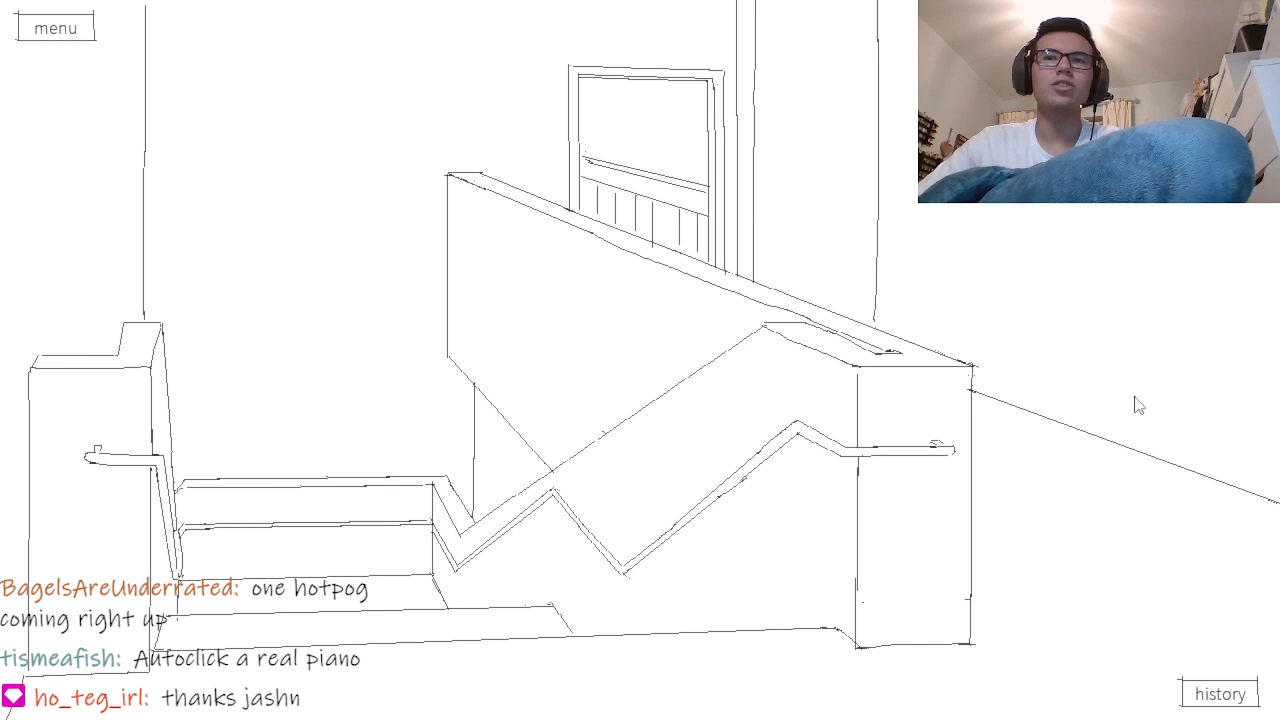 menu
BagelsAreUnderrated: one hotpog
coming right up
tismeafish: Autoclick a real piano
ho_teg_irl: thanks jashn
history